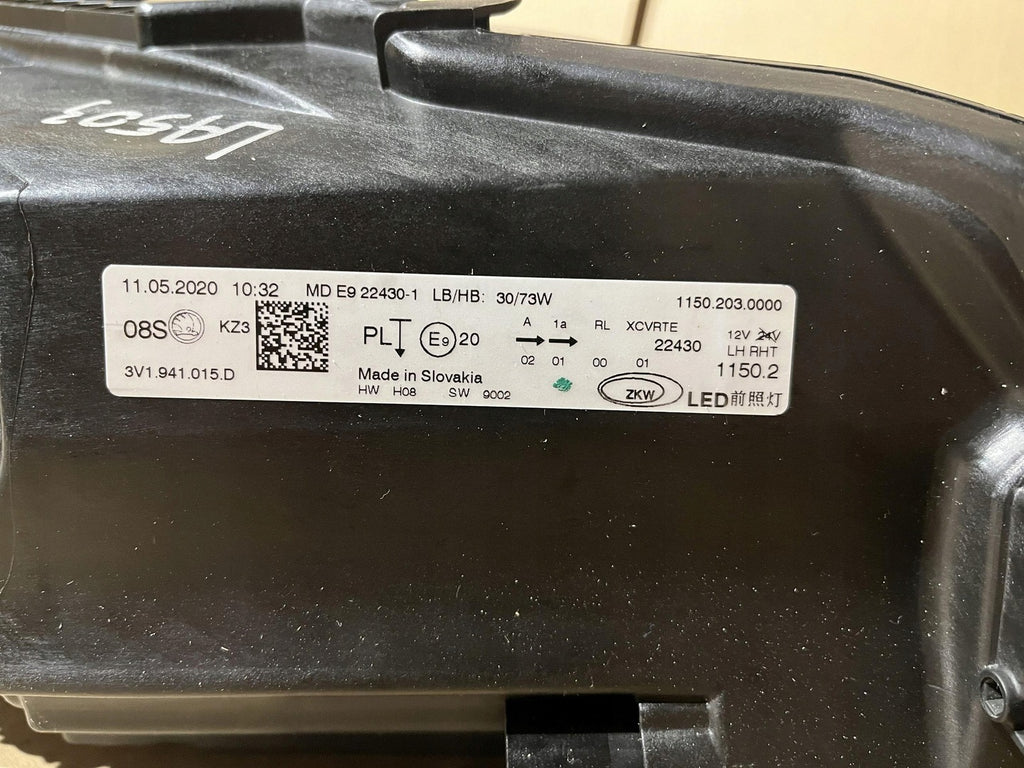 LA503
11.05.2020 10:32 MD E9 22430-1 LB/HB: 30/73W 1150.203.0000
08S KZ3 PL E9 20 A 1a RL XCVRTE 12V 24V
22430 LH RHT
02 01 00 01 1150.2
3V1.941.015.D Made in Slovakia
HW H08 SW 9002 ZKW LED前照灯